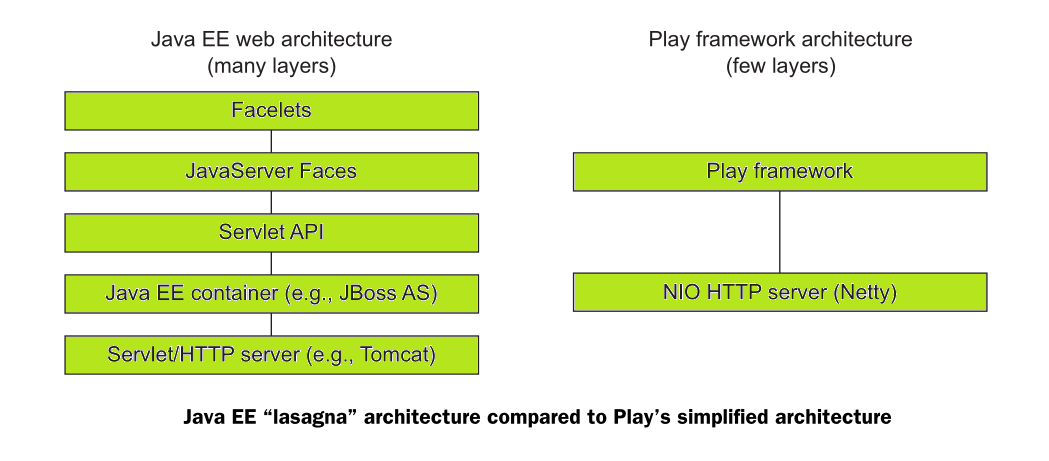 Java EE web architecture
(many layers)
Facelets
JavaServer Faces
Servlet API
Java EE container (e.g., JBoss AS)
Servlet/HTTP server (e.g., Tomcat)
Play framework architecture
(few layers)
Play framework
NIO HTTP server (Netty)
Java EE “lasagna” architecture compared to Play’s simplified architecture